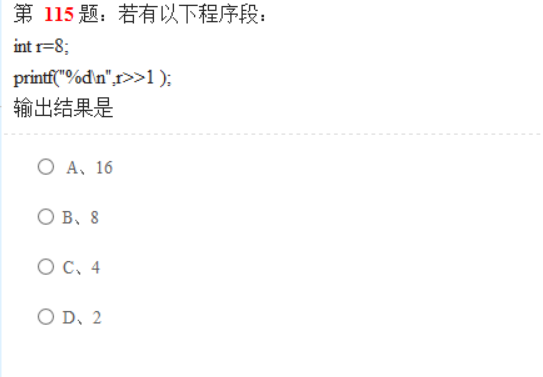 第 115 题：若有以下程序段：
int r=8;
printf("%d\n",r>>1 );
输出结果是
A、16
B、8
C、4
D、2